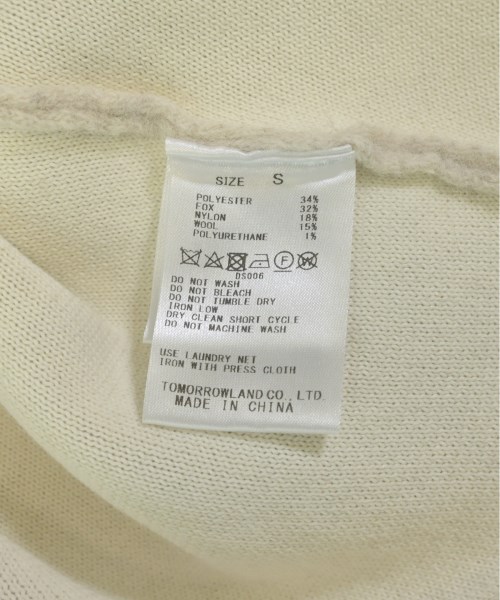 SIZE S
POLYESTER 34%
FOX 32%
NYLON 18%
WOOL 15%
POLYURETHANE 1%
F W
DS006
DO NOT WASH
DO NOT BLEACH
DO NOT TUMBLE DRY
IRON LOW
DRY CLEAN SHORT CYCLE
DO NOT MACHINE WASH
USE LAUNDRY NET
IRON WITH PRESS CLOTH
TOMORROWLAND CO., LTD.
MADE IN CHINA